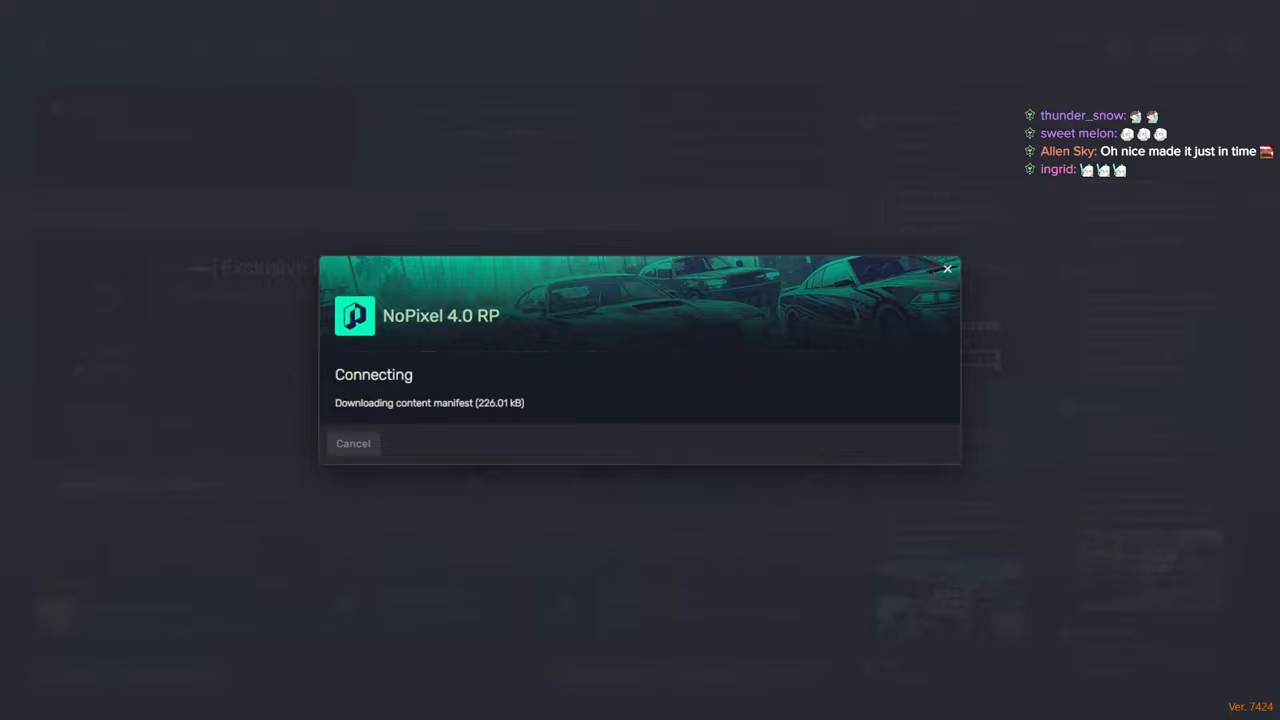 thunder_snow:
sweet melon:
Allen Sky: Oh nice made it just in time
ingrid:
[Exclusive
NoPixel 4.0 RP
Connecting
Downloading content manifest (226.01 kB)
Cancel
Ver. 7424